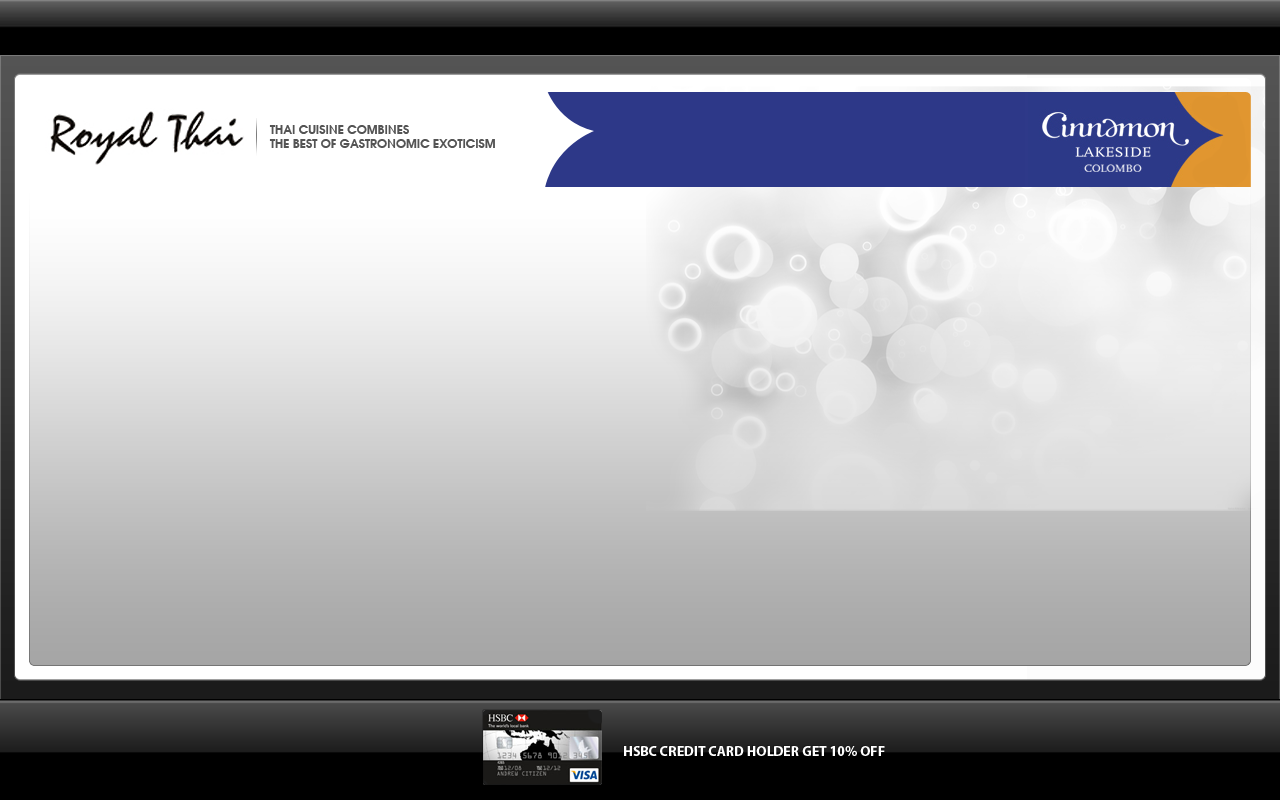 Royal Thai
THAI CUISINE COMBINES
THE BEST OF GASTRONOMIC EXOTICISM
Cinnamon
LAKESIDE
COLOMBO
HSBC
The world's local bank
1234 5678 9012 3456
12/08 12/12
ANDREW CITIZEN
VISA
HSBC CREDIT CARD HOLDER GET 10% OFF